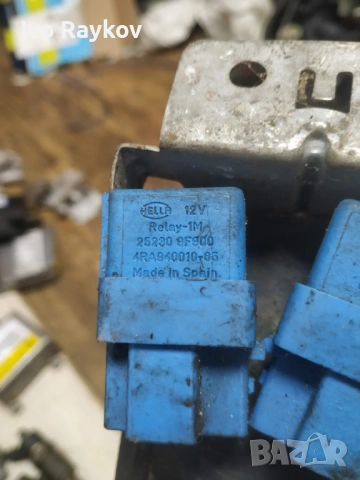 Ivo Raykov
HELLA 12V
Relay-1M
25230 9F900
4RA940010-05
Made in Spain
BAZAR